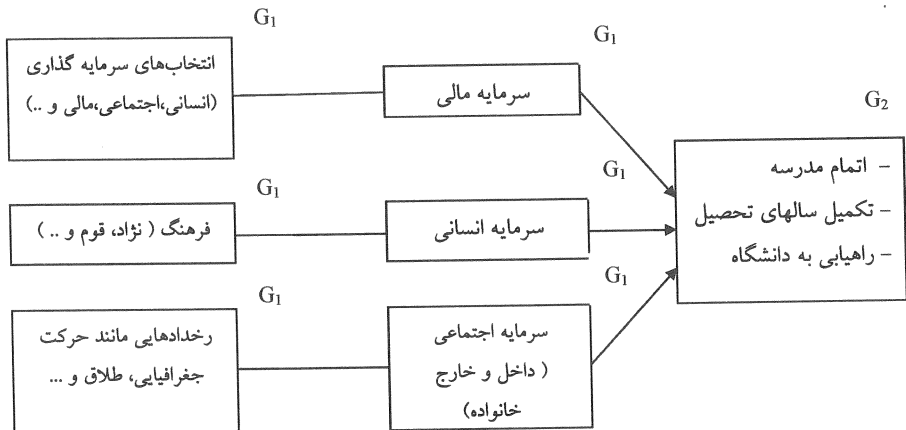 G₁
G₁
انتخاب‌های سرمایه گذاری
(انسانی،اجتماعی،مالی و ..)
سرمایه مالی
G₂
G₁
G₁
– اتمام مدرسه
– تکمیل سالهای تحصیل
– راهیابی به دانشگاه
فرهنگ ( نژاد، قوم و .. )
سرمایه انسانی
G₁
G₁
رخدادهایی مانند حرکت
جغرافیایی، طلاق و ...
سرمایه اجتماعی
( داخل و خارج
خانواده)